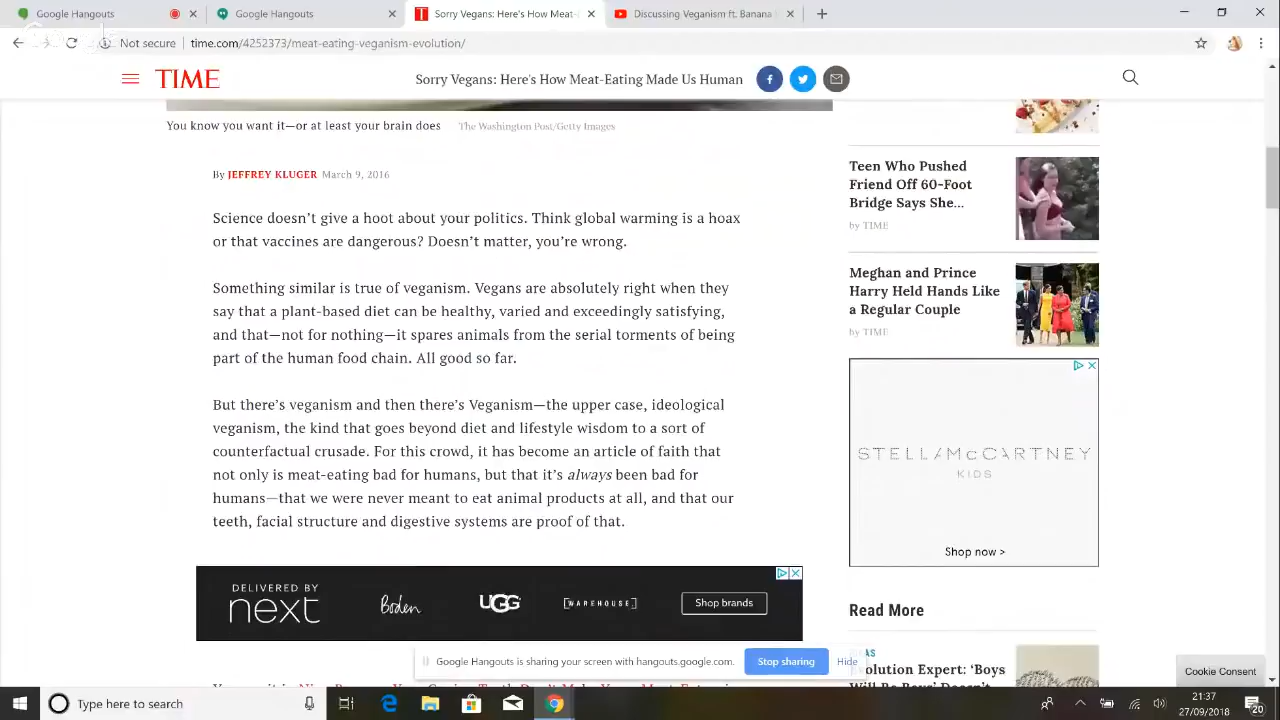 Google Hangouts
Google Hangouts
Sorry Vegans: Here's How Meat-
Discussing Veganism ft. Banana
Not secure
time.com/4252373/meat-eating-veganism-evolution/
TIME
Sorry Vegans: Here's How Meat-Eating Made Us Human
You know you want it—or at least your brain does
The Washington Post/Getty Images
By JEFFREY KLUGER March 9, 2016
Science doesn't give a hoot about your politics. Think global warming is a hoax
or that vaccines are dangerous? Doesn't matter, you're wrong.
Something similar is true of veganism. Vegans are absolutely right when they
say that a plant-based diet can be healthy, varied and exceedingly satisfying,
and that—not for nothing—it spares animals from the serial torments of being
part of the human food chain. All good so far.
But there's veganism and then there's Veganism—the upper case, ideological
veganism, the kind that goes beyond diet and lifestyle wisdom to a sort of
counterfactual crusade. For this crowd, it has become an article of faith that
not only is meat-eating bad for humans, but that it's always been bad for
humans—that we were never meant to eat animal products at all, and that our
teeth, facial structure and digestive systems are proof of that.
DELIVERED BY
next
Boden
UGG
WAREHOUSE
Shop brands
Teen Who Pushed
Friend Off 60-Foot
Bridge Says She...
by TIME
Meghan and Prince
Harry Held Hands Like
a Regular Couple
by TIME
STELLA McCARTNEY
KIDS
Shop now >
Read More
olution Expert: 'Boys
Google Hangouts is sharing your screen with hangouts.google.com.
Stop sharing
Hide
Cookie Consent
Type here to search
21:37
27/09/2018
20